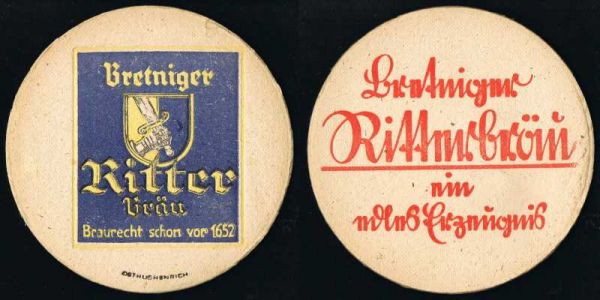 Bretniger
Ritter
Bräu
Braurecht schon vor 1652
Bretniger
Ritterbräu
ein
edles Erzeugnis